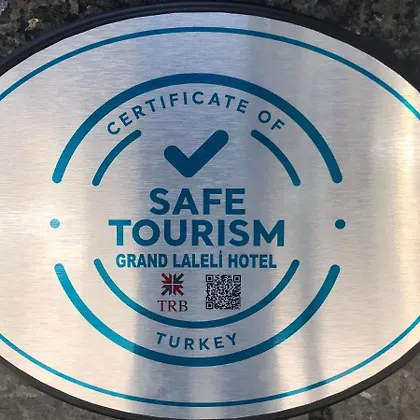 CERTIFICATE OF
SAFE
TOURISM
GRAND LALELİ HOTEL
TRB
TURKEY